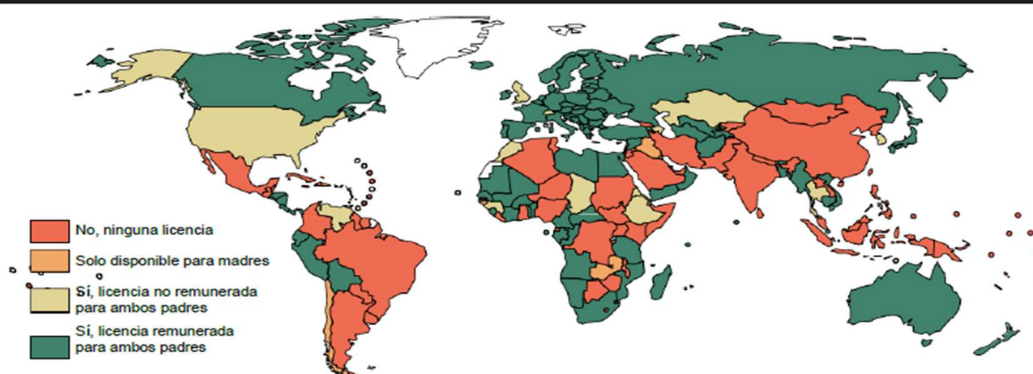 No, ninguna licencia
Solo disponible para madres
Sí, licencia no remunerada
para ambos padres
Sí, licencia remunerada
para ambos padres